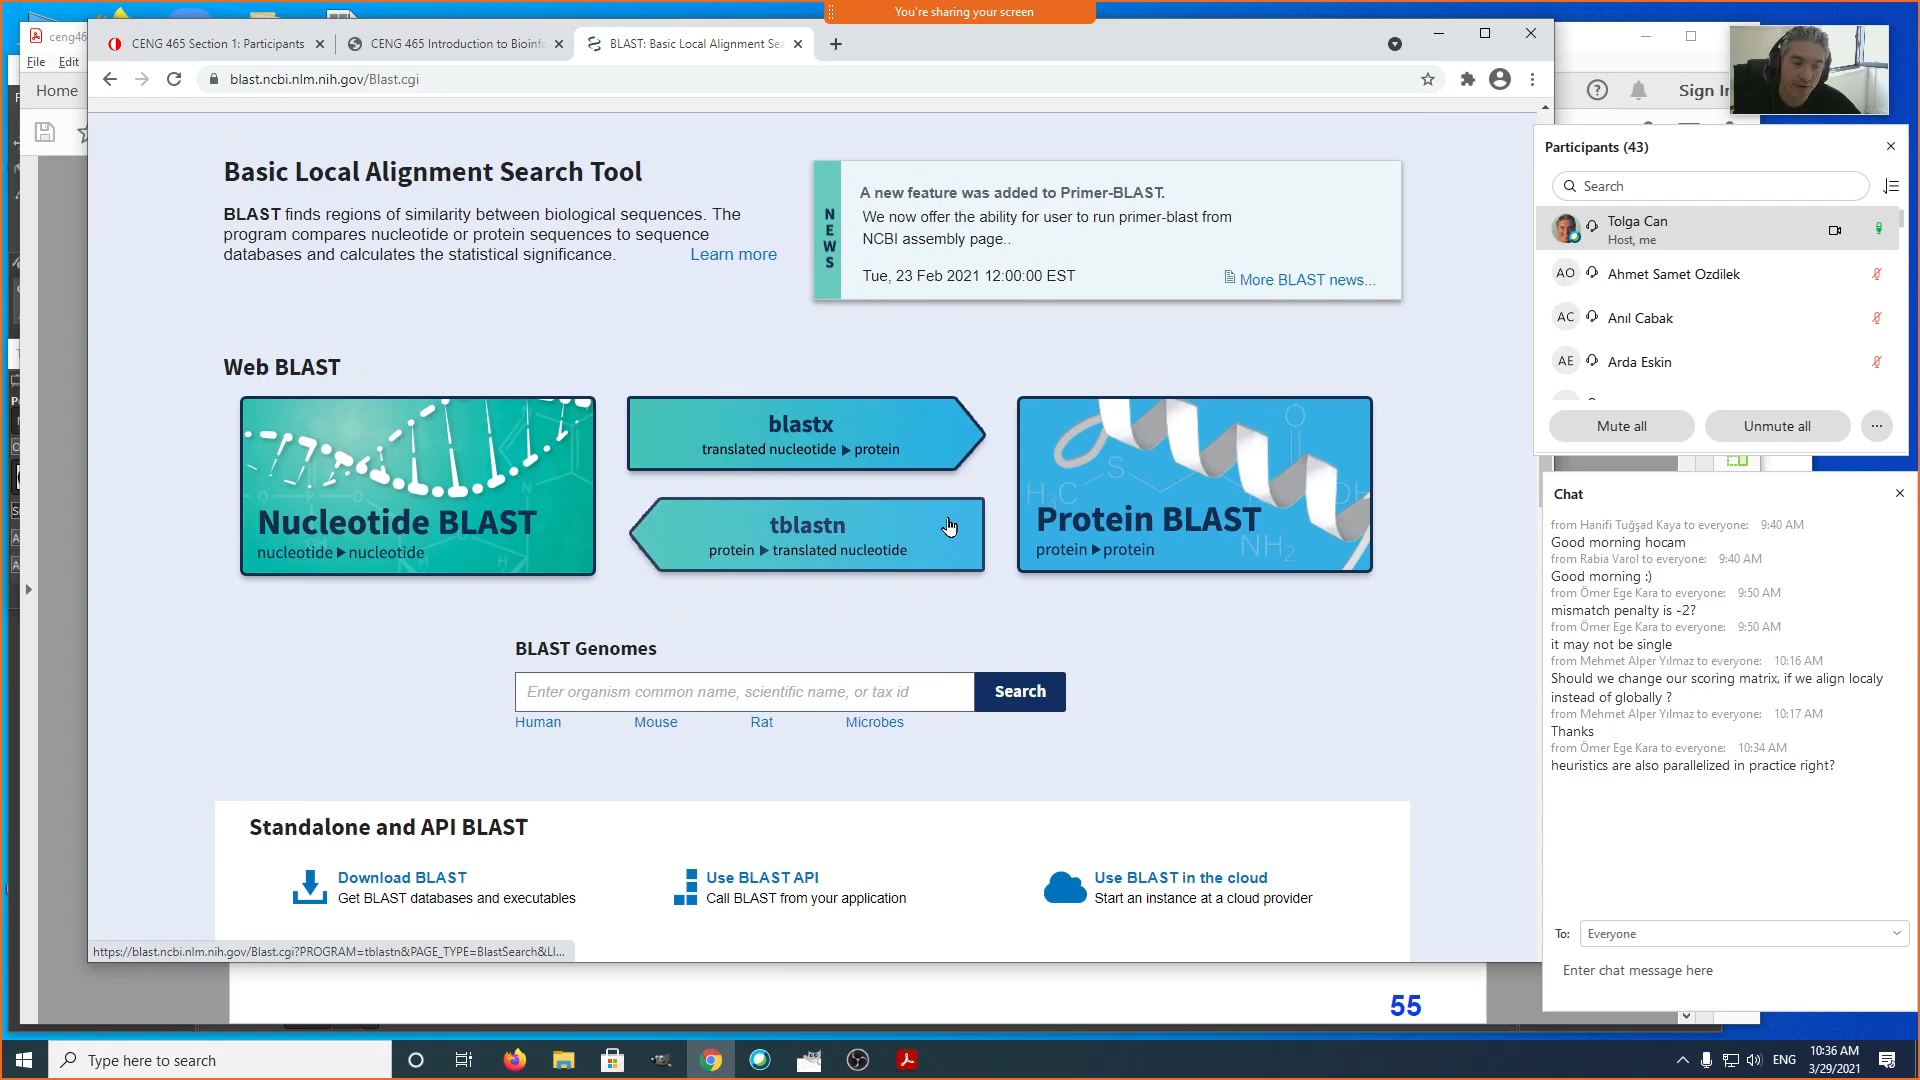 You're sharing your screen
ceng46
CENG 465 Section 1: Participants
CENG 465 Introduction to Bioinfo
BLAST: Basic Local Alignment Sea
File Edit
blast.ncbi.nlm.nih.gov/Blast.cgi
Home
Sign In
Basic Local Alignment Search Tool
BLAST finds regions of similarity between biological sequences. The
program compares nucleotide or protein sequences to sequence
databases and calculates the statistical significance. Learn more
NEWS
A new feature was added to Primer-BLAST.
We now offer the ability for user to run primer-blast from
NCBI assembly page..
Tue, 23 Feb 2021 12:00:00 EST
More BLAST news...
Web BLAST
Nucleotide BLAST
nucleotide ▶ nucleotide
blastx
translated nucleotide ▶ protein
tblastn
protein ▶ translated nucleotide
H₃C
S
O
OH
NH₂
Protein BLAST
protein ▶ protein
BLAST Genomes
Enter organism common name, scientific name, or tax id
Search
Human Mouse Rat Microbes
Standalone and API BLAST
Download BLAST
Get BLAST databases and executables
Use BLAST API
Call BLAST from your application
Use BLAST in the cloud
Start an instance at a cloud provider
https://blast.ncbi.nlm.nih.gov/Blast.cgi?PROGRAM=tblastn&PAGE_TYPE=BlastSearch&LI...
55
Participants (43)
Search
Tolga Can
Host, me
AO Ahmet Samet Ozdilek
AC Anıl Cabak
AE Arda Eskin
Mute all
Unmute all
Chat
from Hanifi Tuğşad Kaya to everyone: 9:40 AM
Good morning hocam
from Rabia Varol to everyone: 9:40 AM
Good morning :)
from Ömer Ege Kara to everyone: 9:50 AM
mismatch penalty is -2?
from Ömer Ege Kara to everyone: 9:50 AM
it may not be single
from Mehmet Alper Yılmaz to everyone: 10:16 AM
Should we change our scoring matrix, if we align localy
instead of globally ?
from Mehmet Alper Yılmaz to everyone: 10:17 AM
Thanks
from Ömer Ege Kara to everyone: 10:34 AM
heuristics are also parallelized in practice right?
To: Everyone
Enter chat message here
Type here to search
ENG
10:36 AM
3/29/2021